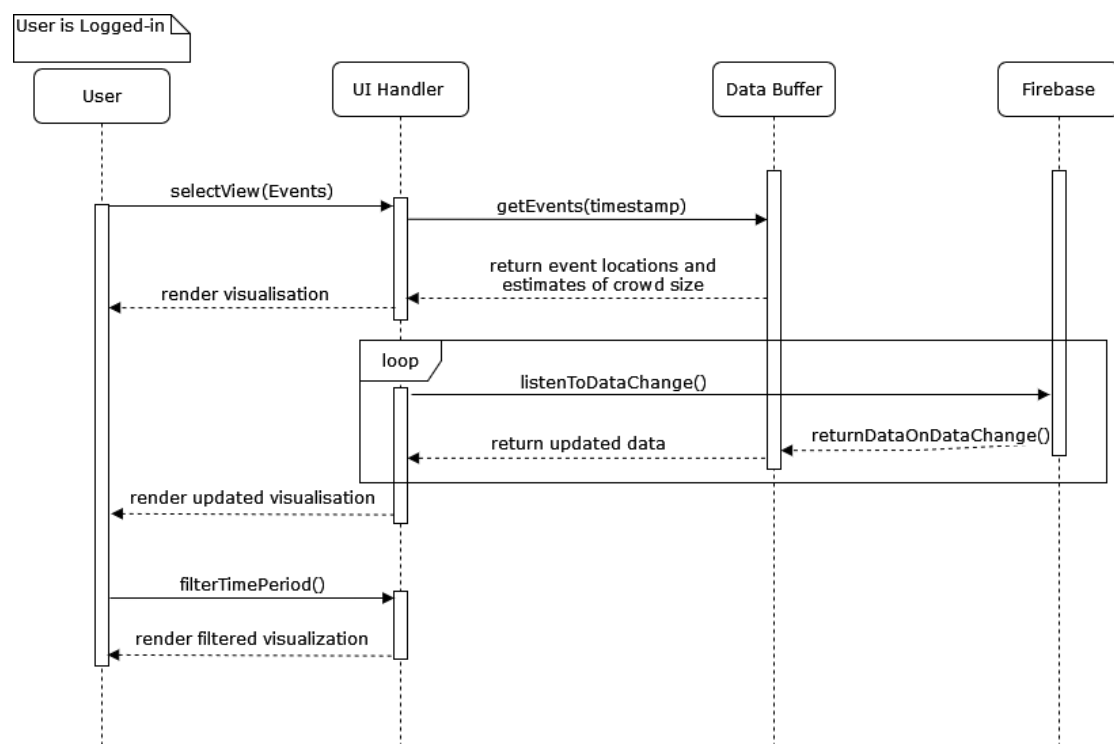 User is Logged-in
User
UI Handler
Data Buffer
Firebase
selectView(Events)
getEvents(timestamp)
return event locations and
estimates of crowd size
render visualisation
loop
listenToDataChange()
returnDataOnDataChange()
return updated data
render updated visualisation
filterTimePeriod()
render filtered visualization